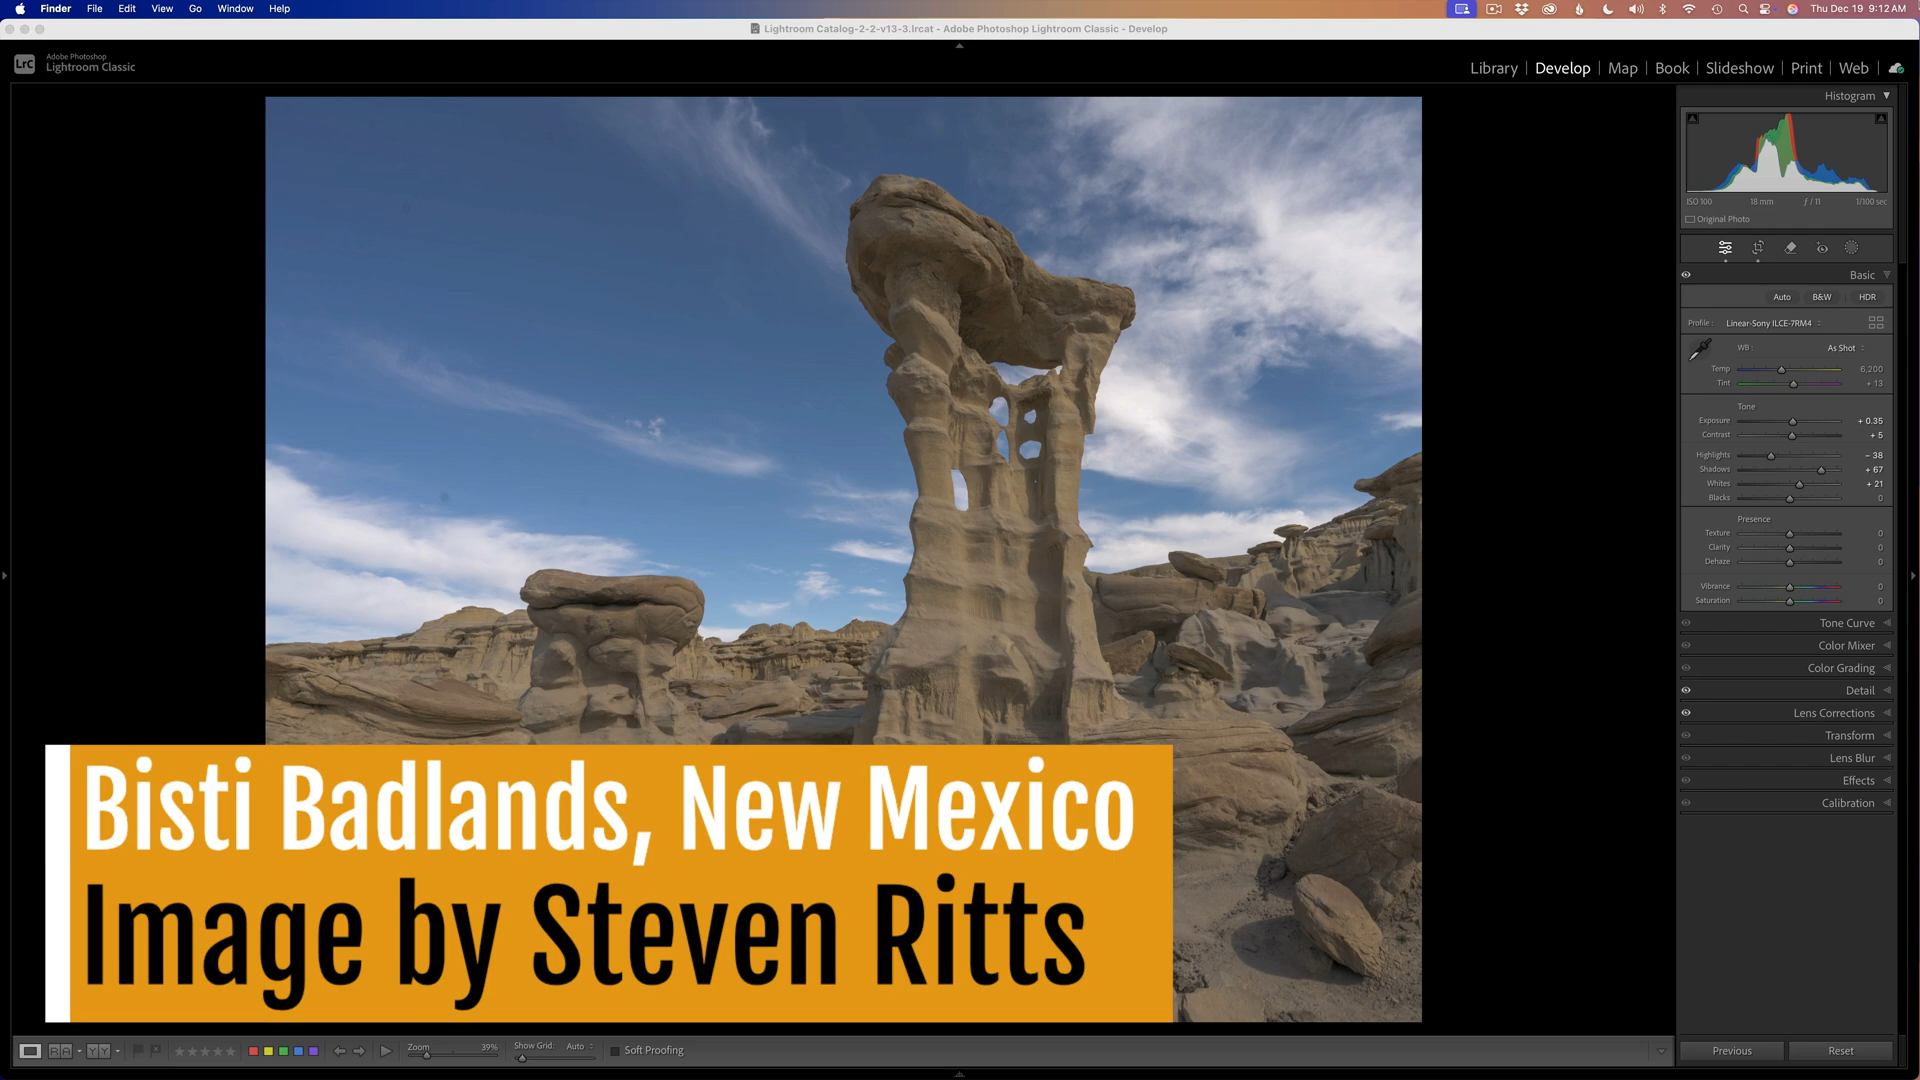 Finder File Edit View Go Window Help Thu Dec 19 9:12 AM
Lightroom Catalog-2-2-v13-3.lrcat - Adobe Photoshop Lightroom Classic - Develop
LrC
Adobe Photoshop
Lightroom Classic
Library | Develop | Map | Book | Slideshow | Print | Web
Histogram
ISO 100 18 mm ƒ / 11 1/100 sec
Original Photo
Basic
Auto B&W HDR
Profile : Linear-Sony ILCE-7RM4
WB : As Shot
Temp 6,200
Tint + 13
Tone
Exposure + 0.35
Contrast + 5
Highlights – 38
Shadows + 67
Whites + 21
Blacks 0
Presence
Texture 0
Clarity 0
Dehaze 0
Vibrance 0
Saturation 0
Tone Curve
Color Mixer
Color Grading
Detail
Lens Corrections
Transform
Lens Blur
Effects
Calibration
Bisti Badlands, New Mexico
Image by Steven Ritts
RA YY Zoom 39% Show Grid: Auto Soft Proofing
Previous Reset